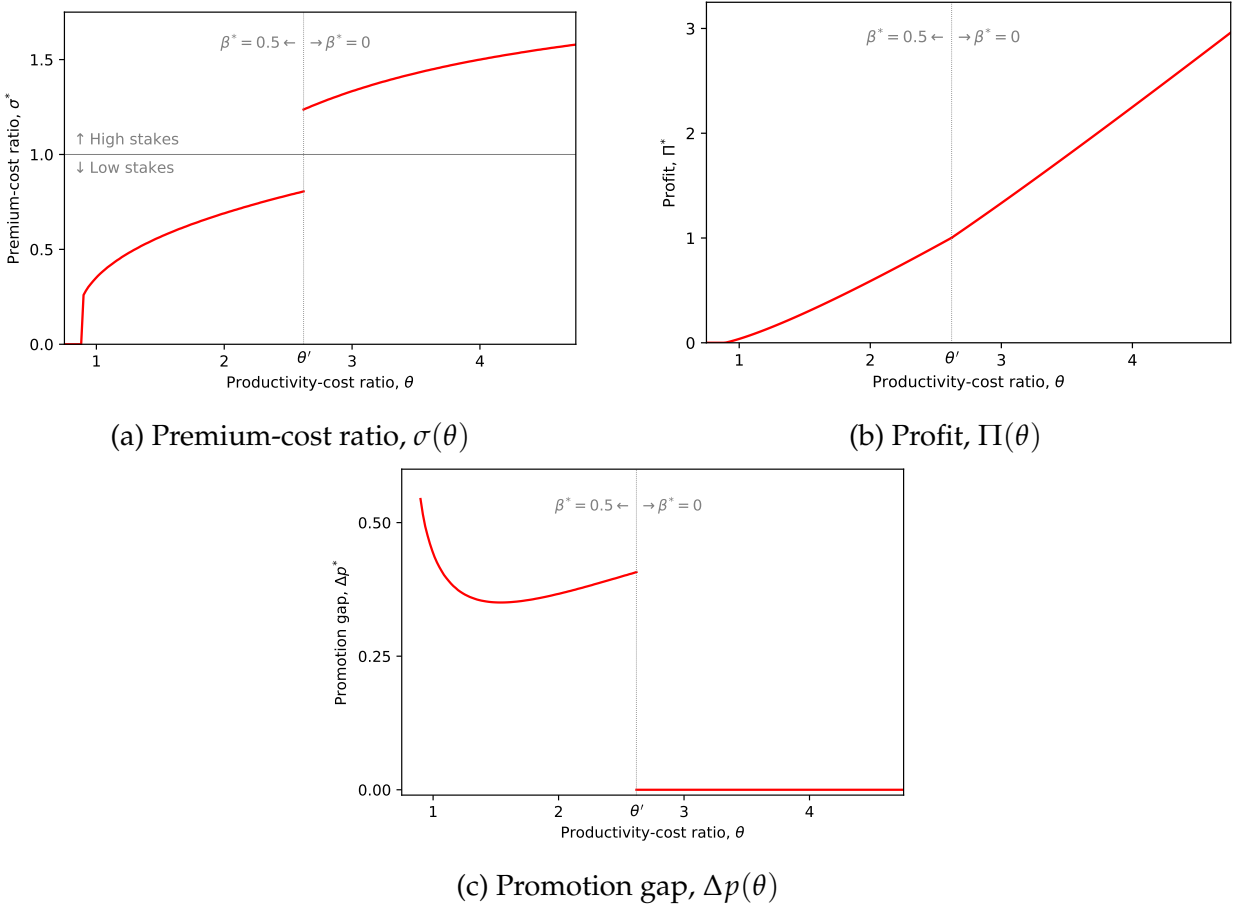 Premium-cost ratio, σ*
1.5
1.0
0.5
0.0
β* = 0.5 ← → β* = 0
↑ High stakes
↓ Low stakes
1 2 θ′ 3 4
Productivity-cost ratio, θ
(a) Premium-cost ratio, σ(θ)
Profit, Π*
3
2
1
0
β* = 0.5 ← → β* = 0
1 2 θ′ 3 4
Productivity-cost ratio, θ
(b) Profit, Π(θ)
Promotion gap, Δp*
0.50
0.25
0.00
β* = 0.5 ← → β* = 0
1 2 θ′ 3 4
Productivity-cost ratio, θ
(c) Promotion gap, Δp(θ)